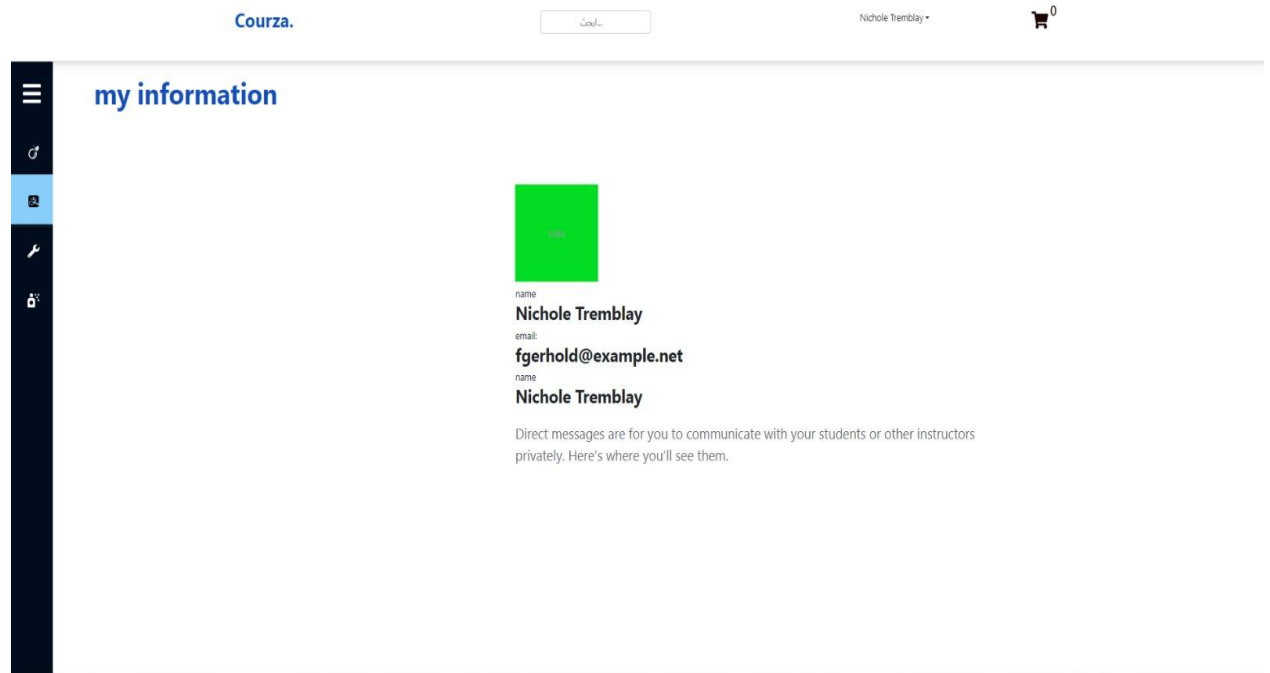 Courza.
ابحث...
Nichole Tremblay
0
my information
name
Nichole Tremblay
email:
fgerhold@example.net
name
Nichole Tremblay
Direct messages are for you to communicate with your students or other instructors
privately. Here's where you'll see them.